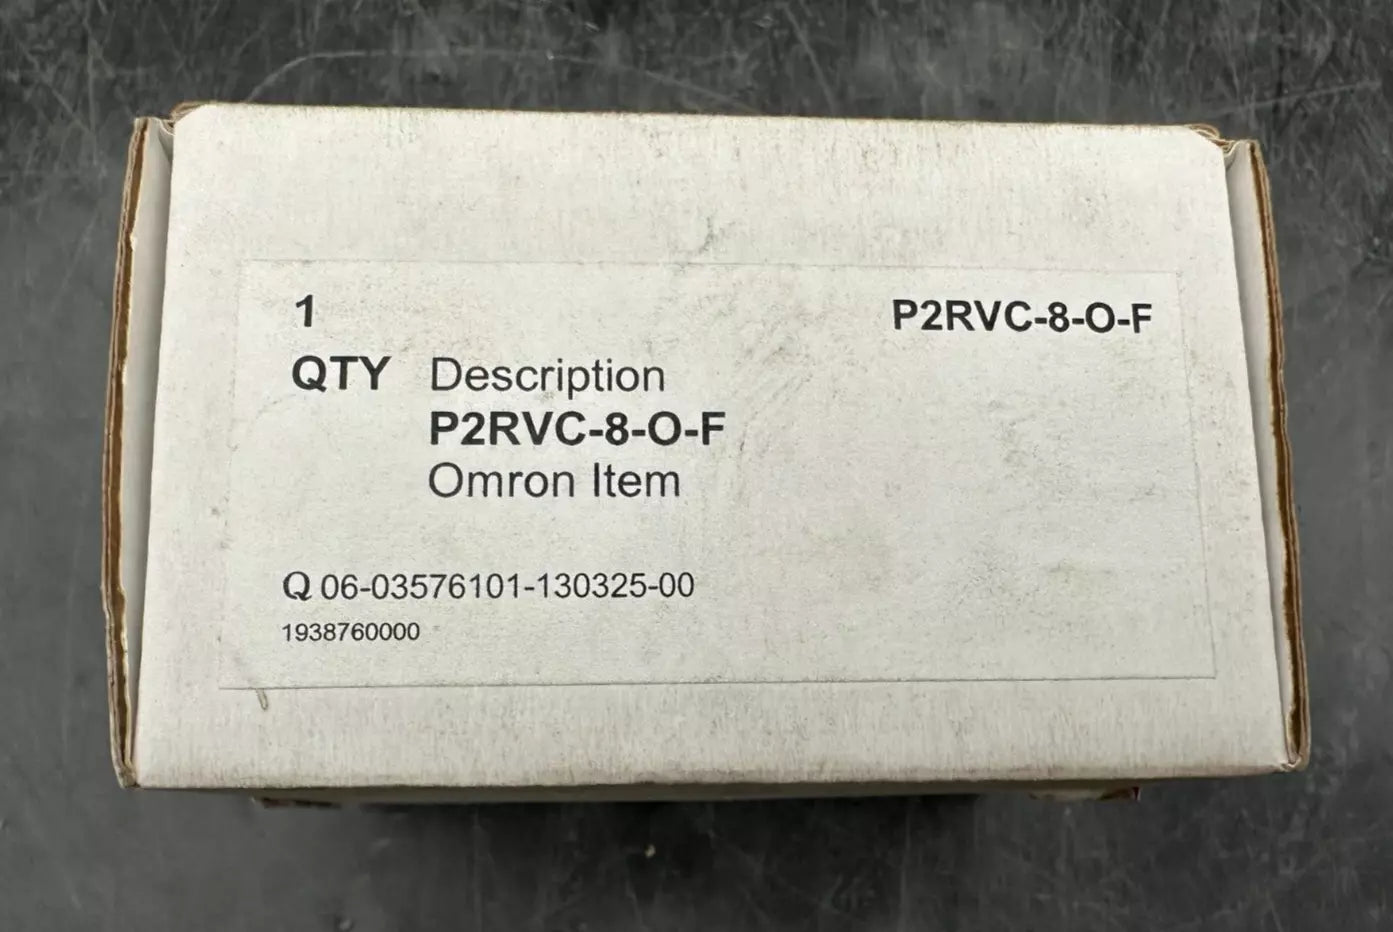 1
P2RVC-8-O-F
QTY Description
P2RVC-8-O-F
Omron Item
Q 06-03576101-130325-00
1938760000